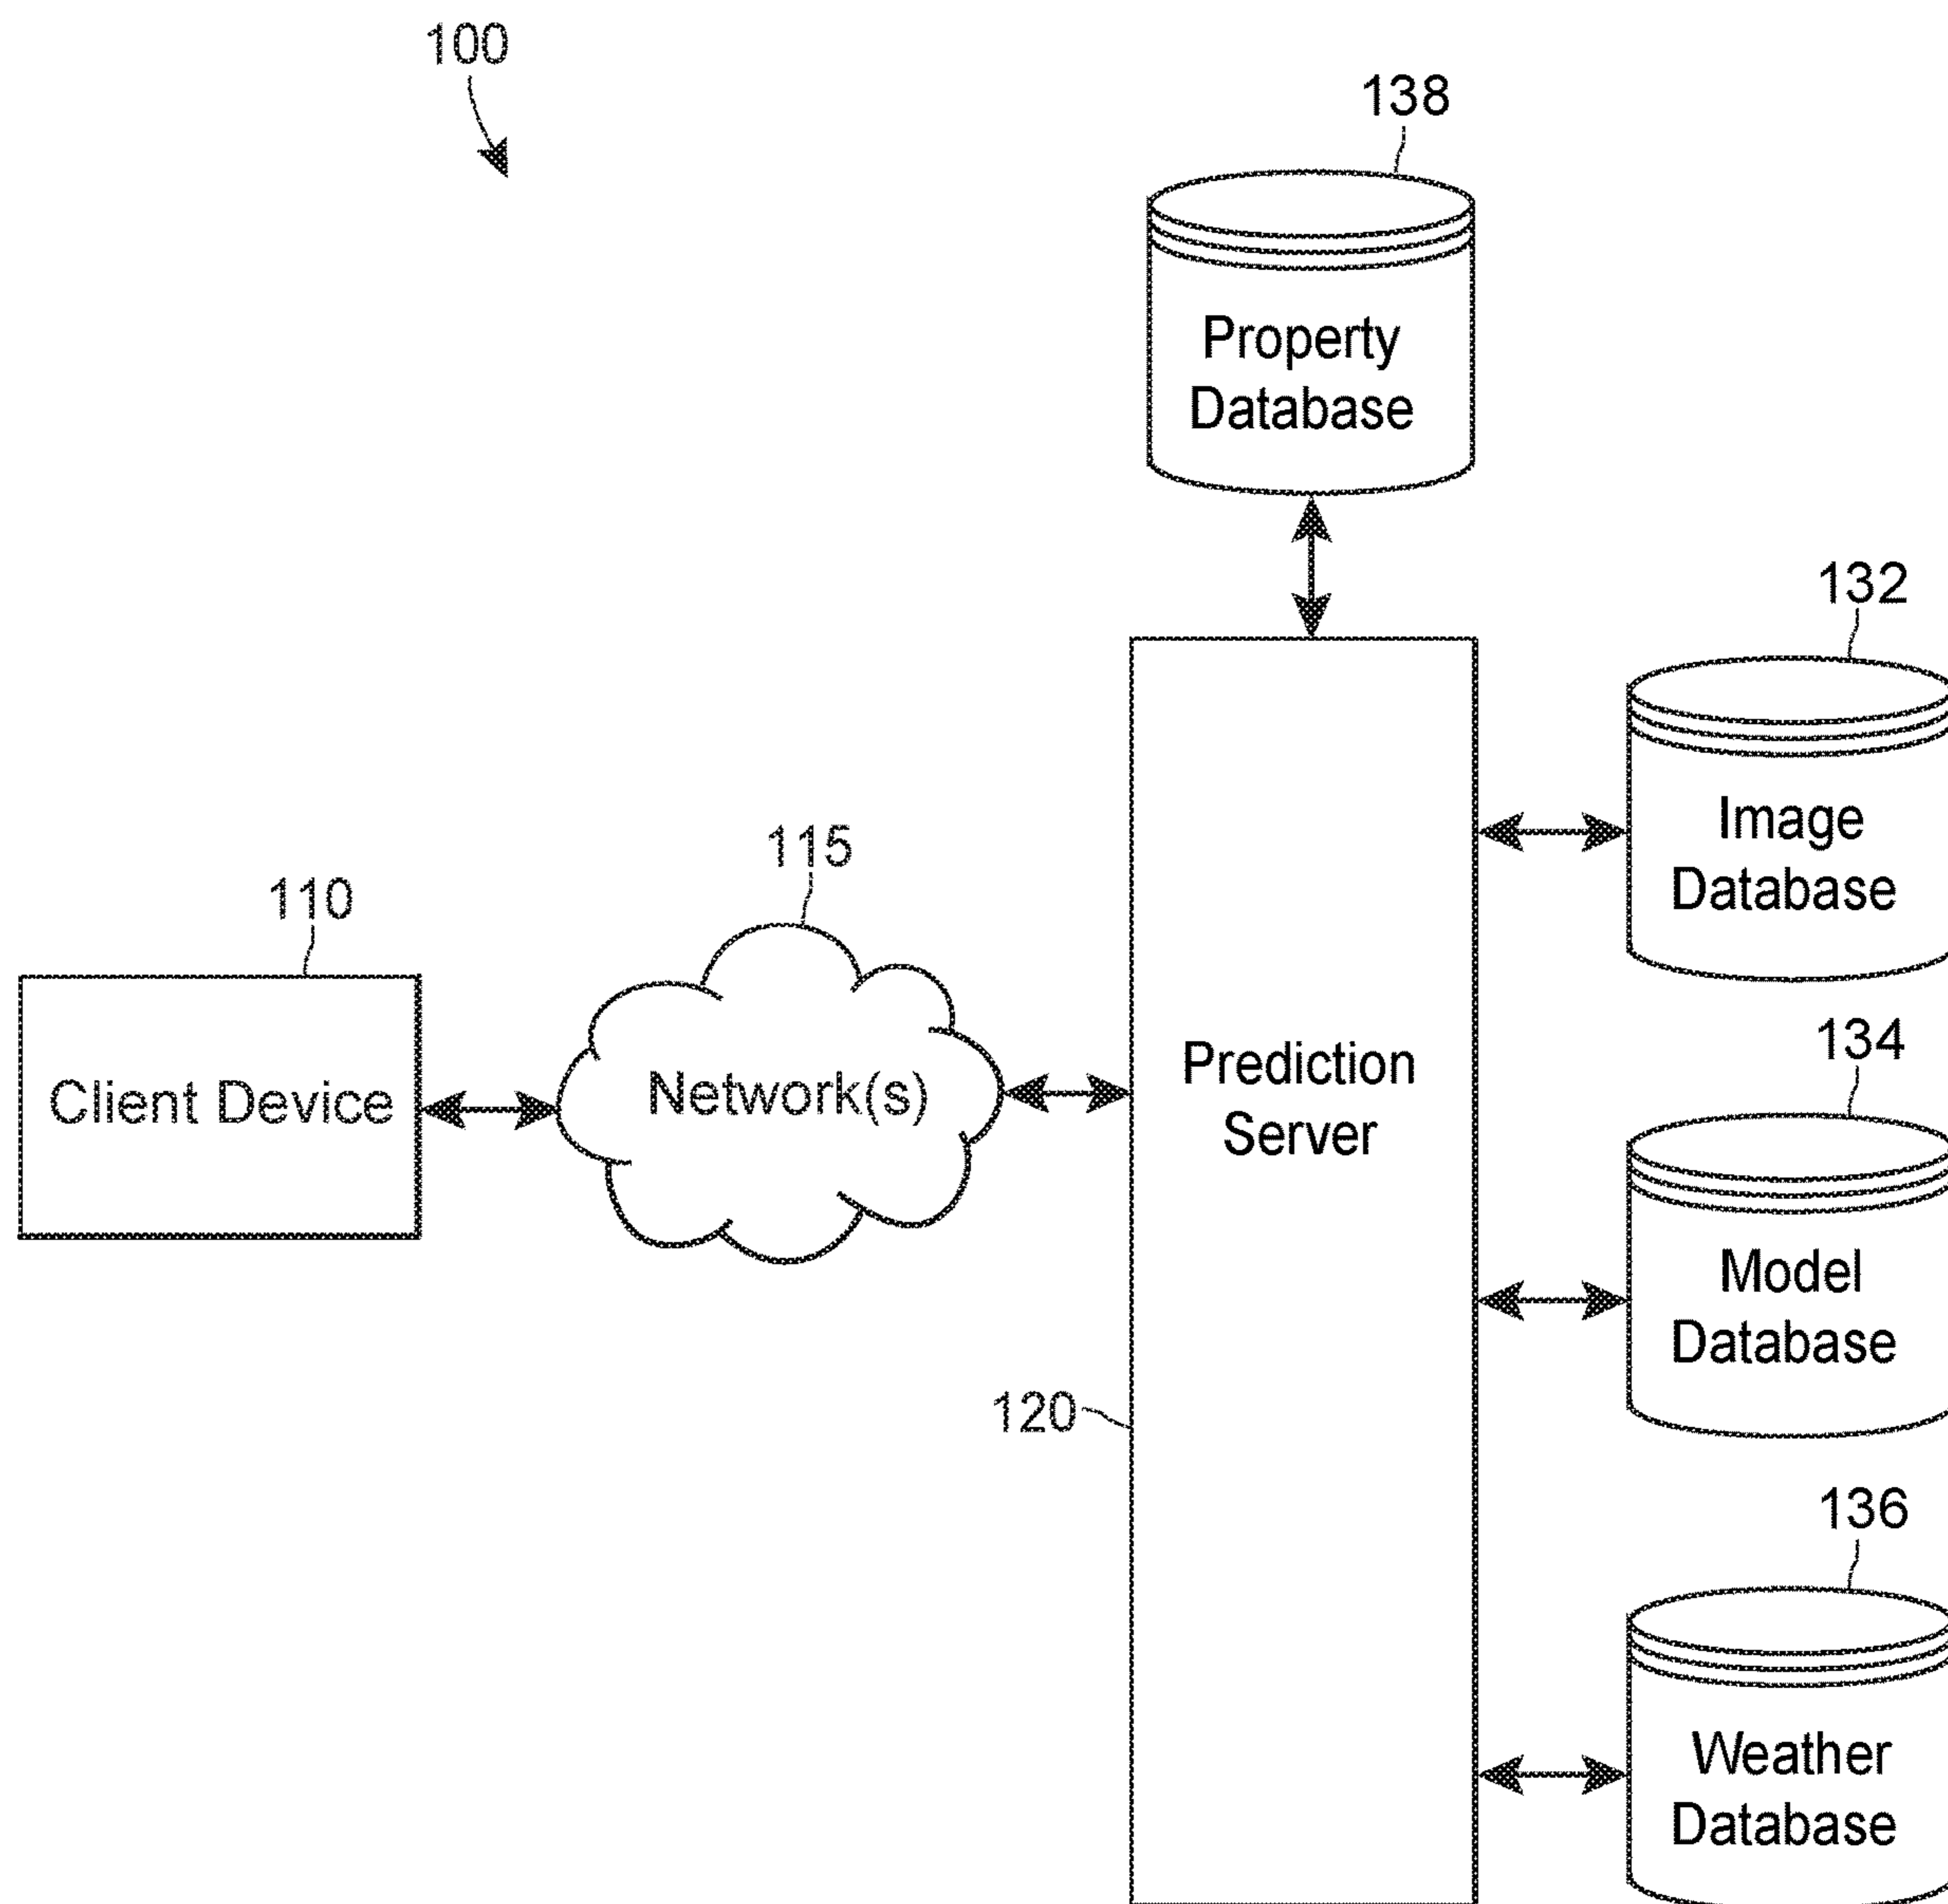 100
138
Property
Database
132
Image
Database
115
110
Client Device
Network(s)
Prediction
Server
134
Model
Database
120
136
Weather
Database